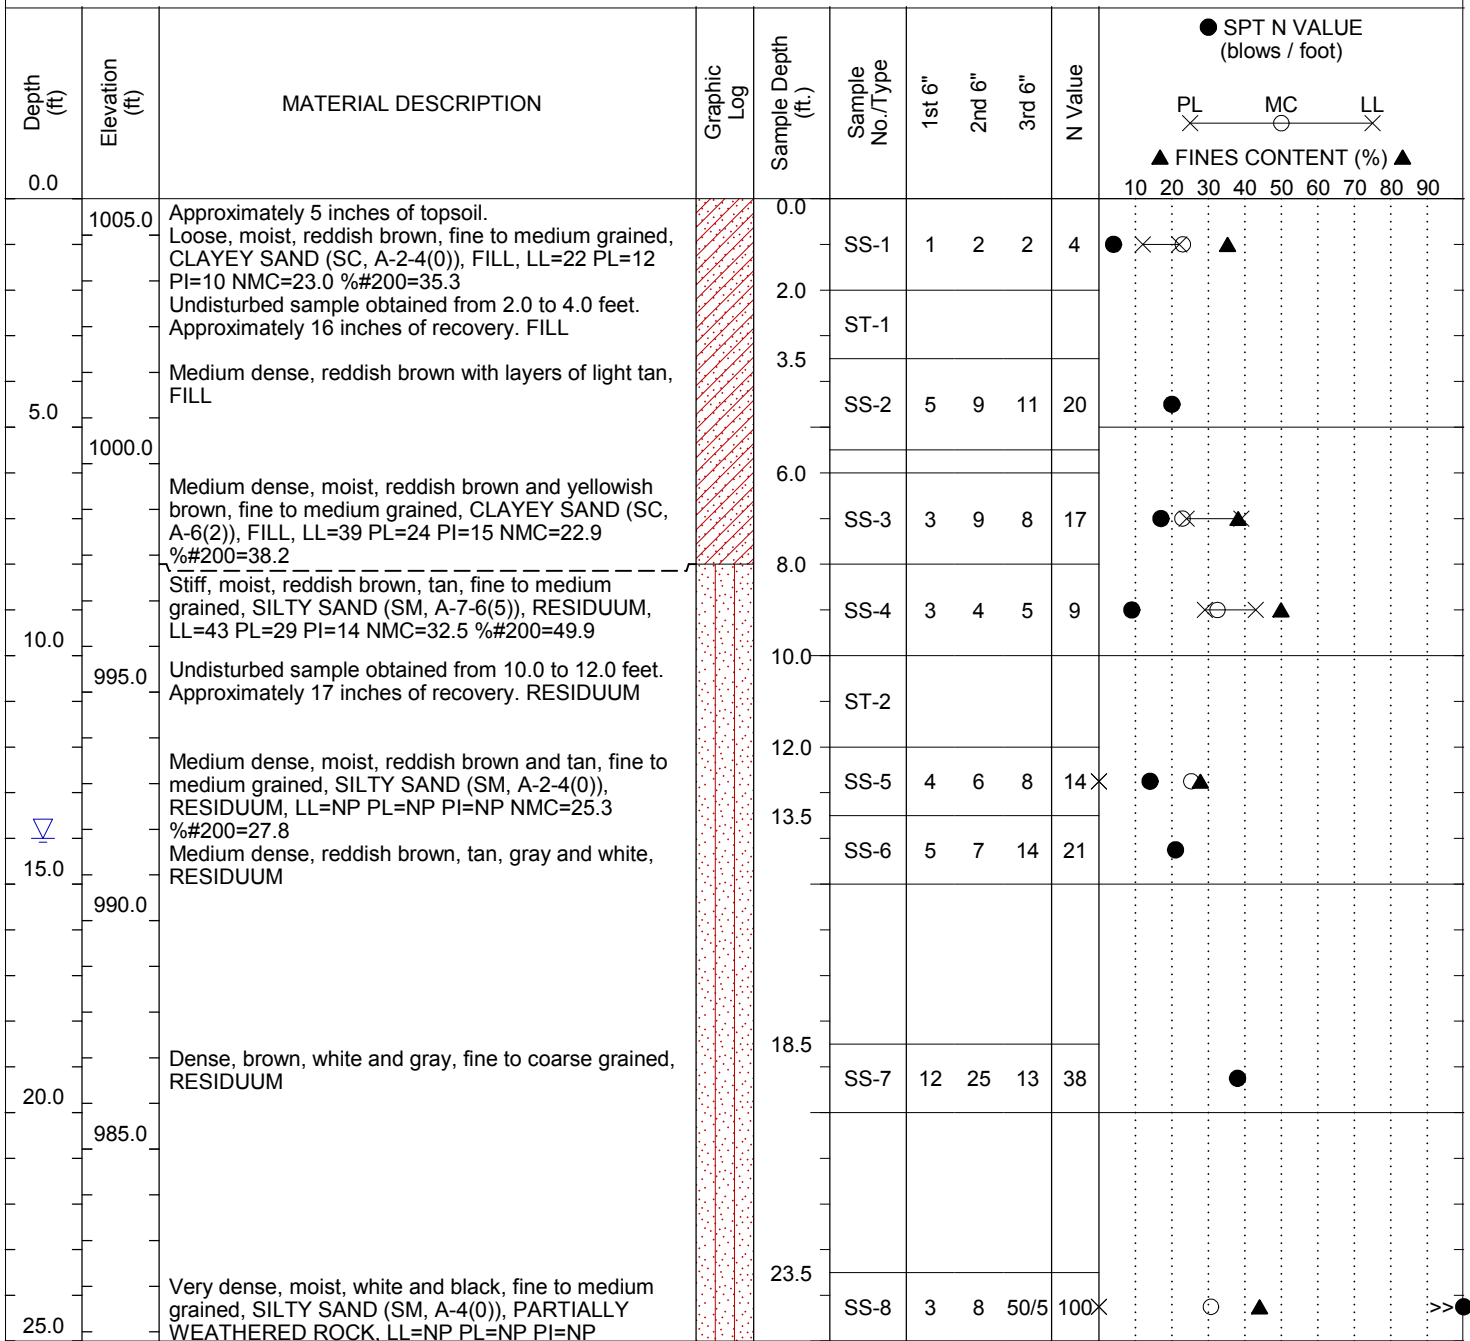 ● SPT N VALUE
(blows / foot)
Depth (ft)
Elevation (ft)
MATERIAL DESCRIPTION
Graphic Log
Sample Depth (ft.)
Sample No./Type
1st 6"
2nd 6"
3rd 6"
N Value
PL MC LL
▲ FINES CONTENT (%) ▲
0.0
10 20 30 40 50 60 70 80 90
1005.0
Approximately 5 inches of topsoil.
0.0
Loose, moist, reddish brown, fine to medium grained,
SS-1 1 2 2 4
CLAYEY SAND (SC, A-2-4(0)), FILL, LL=22 PL=12
PI=10 NMC=23.0 %#200=35.3
2.0
Undisturbed sample obtained from 2.0 to 4.0 feet.
Approximately 16 inches of recovery. FILL
ST-1
3.5
Medium dense, reddish brown with layers of light tan,
FILL
5.0
SS-2 5 9 11 20
1000.0
6.0
Medium dense, moist, reddish brown and yellowish
brown, fine to medium grained, CLAYEY SAND (SC,
SS-3 3 9 8 17
A-6(2)), FILL, LL=39 PL=24 PI=15 NMC=22.9
%#200=38.2
8.0
Stiff, moist, reddish brown, tan, fine to medium
grained, SILTY SAND (SM, A-7-6(5)), RESIDUUM,
SS-4 3 4 5 9
LL=43 PL=29 PI=14 NMC=32.5 %#200=49.9
10.0
10.0
Undisturbed sample obtained from 10.0 to 12.0 feet.
995.0
Approximately 17 inches of recovery. RESIDUUM
ST-2
12.0
Medium dense, moist, reddish brown and tan, fine to
medium grained, SILTY SAND (SM, A-2-4(0)),
SS-5 4 6 8 14
RESIDUUM, LL=NP PL=NP PI=NP NMC=25.3
13.5
%#200=27.8
Medium dense, reddish brown, tan, gray and white,
SS-6 5 7 14 21
15.0
RESIDUUM
990.0
18.5
Dense, brown, white and gray, fine to coarse grained,
RESIDUUM
SS-7 12 25 13 38
20.0
985.0
23.5
Very dense, moist, white and black, fine to medium
grained, SILTY SAND (SM, A-4(0)), PARTIALLY
SS-8 3 8 50/5 100
>>
25.0
WEATHERED ROCK, LL=NP PL=NP PI=NP